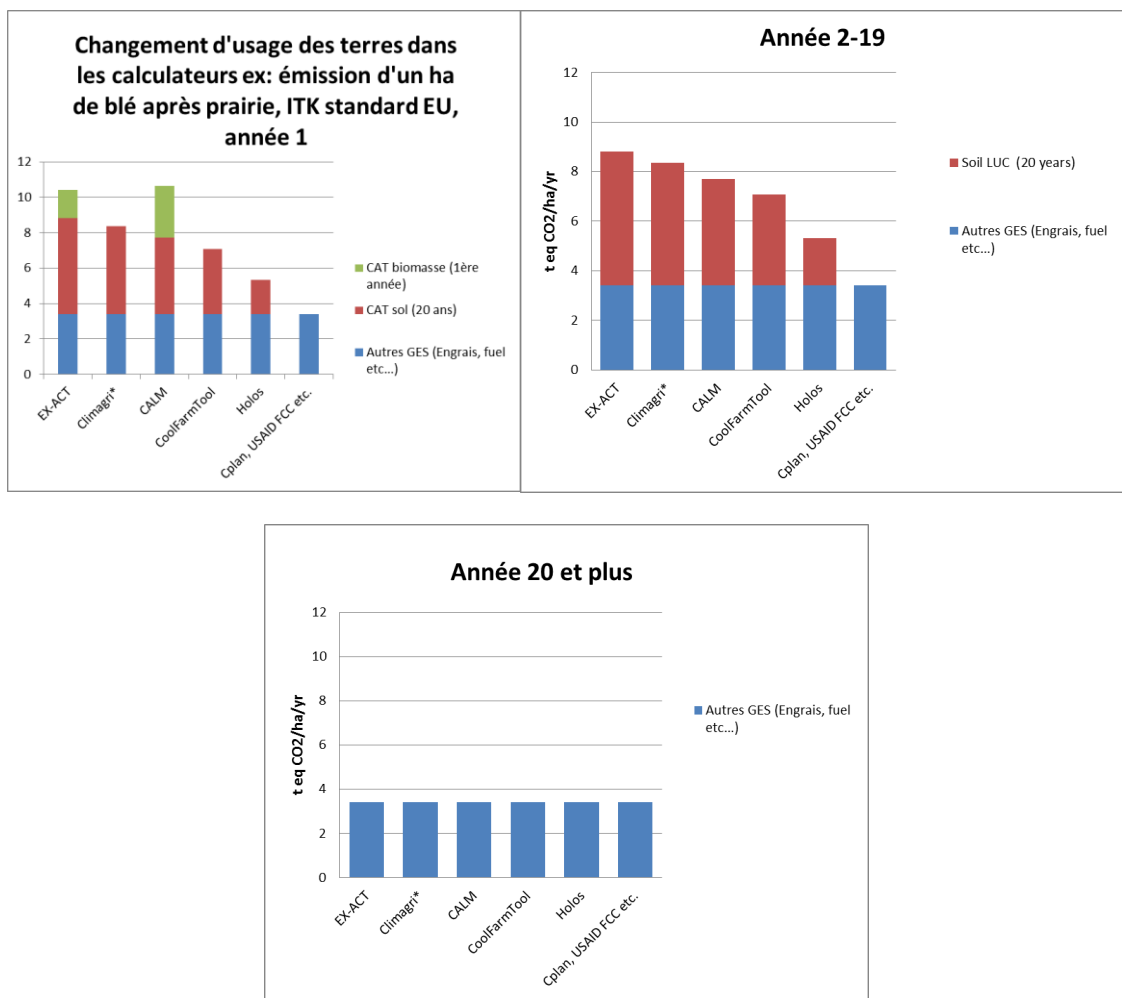 Changement d'usage des terres dans
les calculateurs ex: émission d'un ha
de blé après prairie, ITK standard EU,
année 1
12
10
8
6
4
2
0
EX-ACT
Climagri*
CALM
CoolFarmTool
Holos
Cplan, USAID FCC etc.
CAT biomasse (1ère
année)
CAT sol (20 ans)
Autres GES (Engrais, fuel
etc...)
Année 2-19
t eq CO2/ha/yr
12
10
8
6
4
2
0
EX-ACT
Climagri*
CALM
CoolFarmTool
Holos
Cplan, USAID FCC etc.
Soil LUC (20 years)
Autres GES (Engrais, fuel
etc...)
Année 20 et plus
t eq CO2/ha/yr
12
10
8
6
4
2
0
EX-ACT
Climagri*
CALM
CoolFarmTool
Holos
Cplan, USAID FCC etc.
Autres GES (Engrais, fuel
etc...)